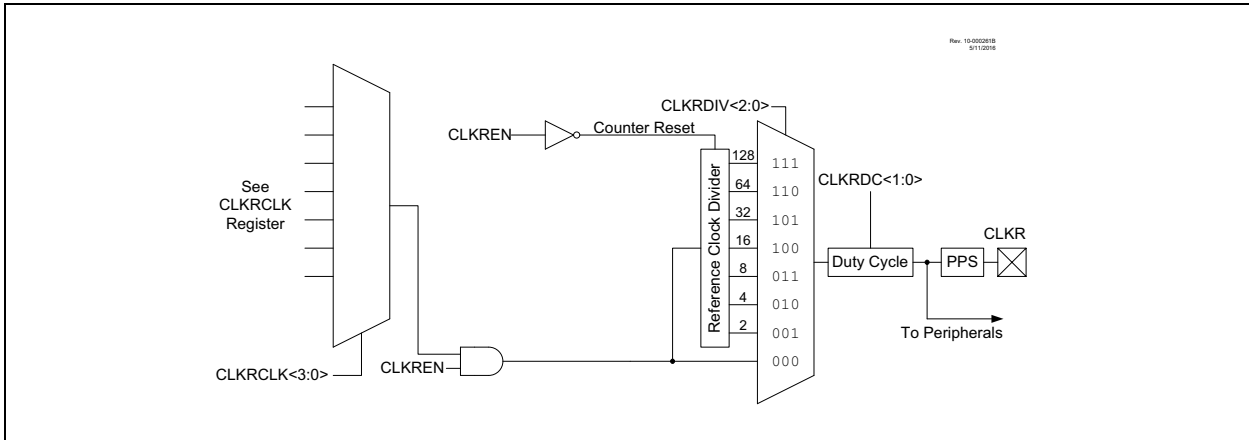 Rev. 10-000261B
5/11/2016
CLKRDIV<2:0>
CLKREN
Counter Reset
See
CLKRCLK
Register
Reference Clock Divider
128
111
64
110
32
101
16
100
8
011
4
010
2
001
000
CLKRDC<1:0>
Duty Cycle
PPS
CLKR
To Peripherals
CLKREN
CLKRCLK<3:0>